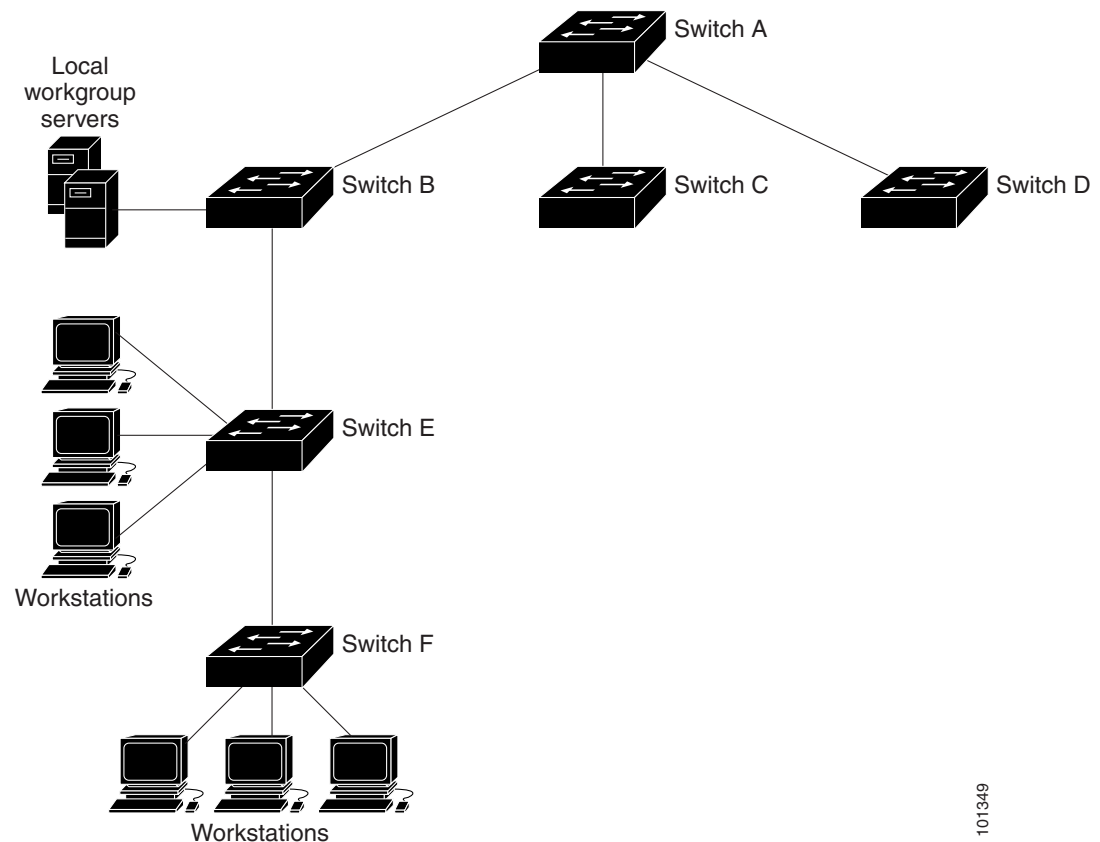 Switch A
Local
workgroup
servers
Switch B
Switch C
Switch D
Switch E
Workstations
Switch F
Workstations
101349